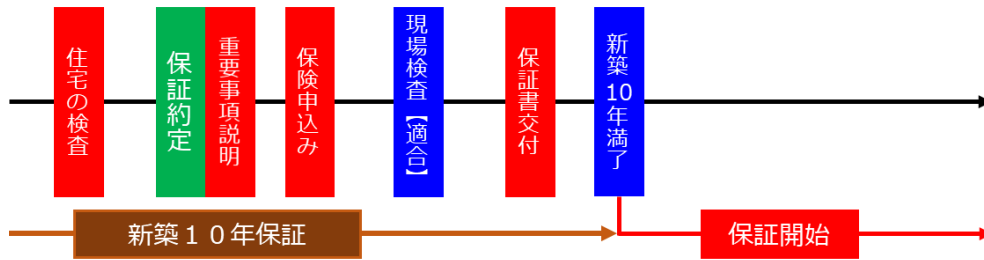 住宅の検査
保証約定
重要事項説明
保険申込み
現場検査【適合】
保証書交付
新築10年満了
新築１０年保証
保証開始